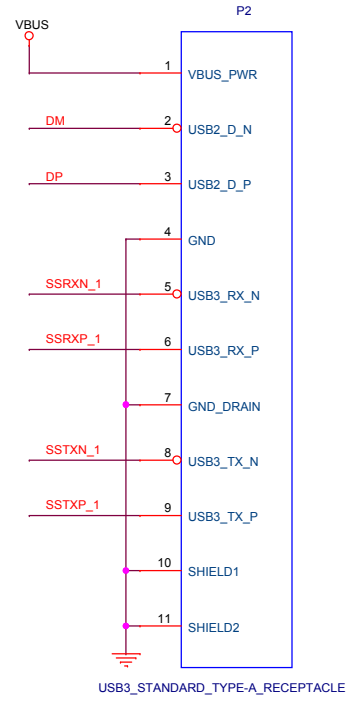 P2
VBUS
1 VBUS_PWR
DM 2 USB2_D_N
DP 3 USB2_D_P
4 GND
SSRXN_1 5 USB3_RX_N
SSRXP_1 6 USB3_RX_P
7 GND_DRAIN
SSTXN_1 8 USB3_TX_N
SSTXP_1 9 USB3_TX_P
10 SHIELD1
11 SHIELD2
USB3_STANDARD_TYPE-A_RECEPTACLE